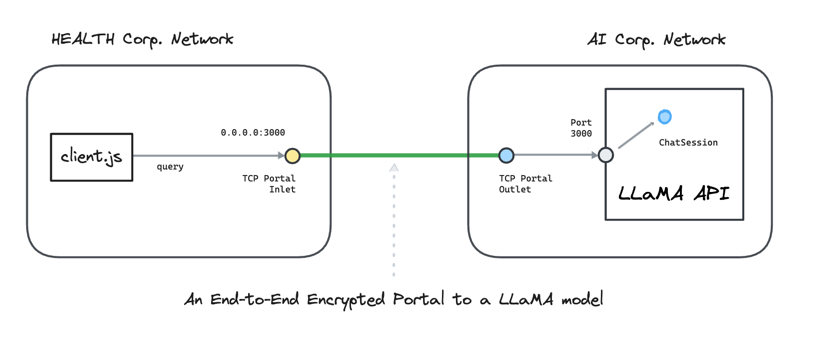 HEALTH Corp. Network
AI Corp. Network
0.0.0.0:3000
Port
3000
client.js
query
ChatSession
TCP Portal
Inlet
TCP Portal
Outlet
LLaMA API
An End-to-End Encrypted Portal to a LLaMA model